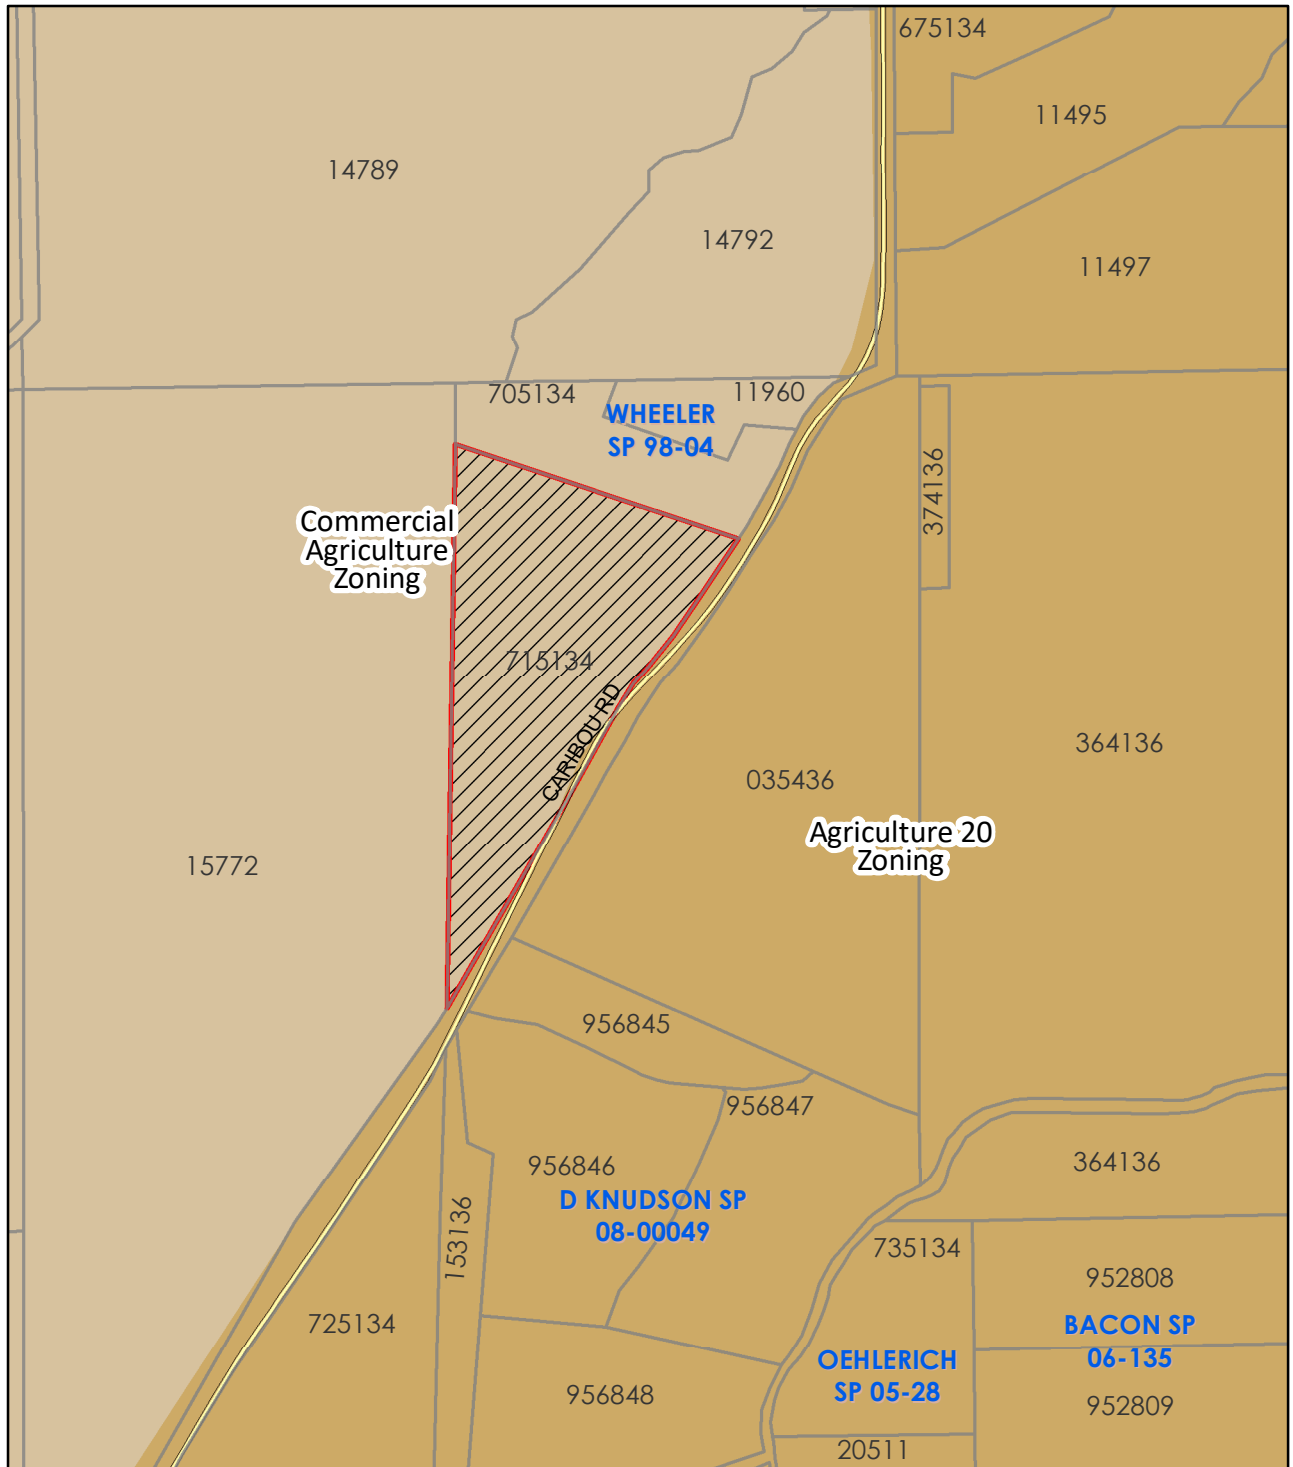 675134
11495
14789
14792
11497
705134
11960
WHEELER
SP 98-04
374136
Commercial
Agriculture
Zoning
715134
CARIBOU RD
364136
035436
Agriculture 20
Zoning
15772
956845
956847
956846
364136
D KNUDSON SP
08-00049
153136
735134
952808
725134
BACON SP
06-135
OEHLERICH
SP 05-28
956848
952809
20511